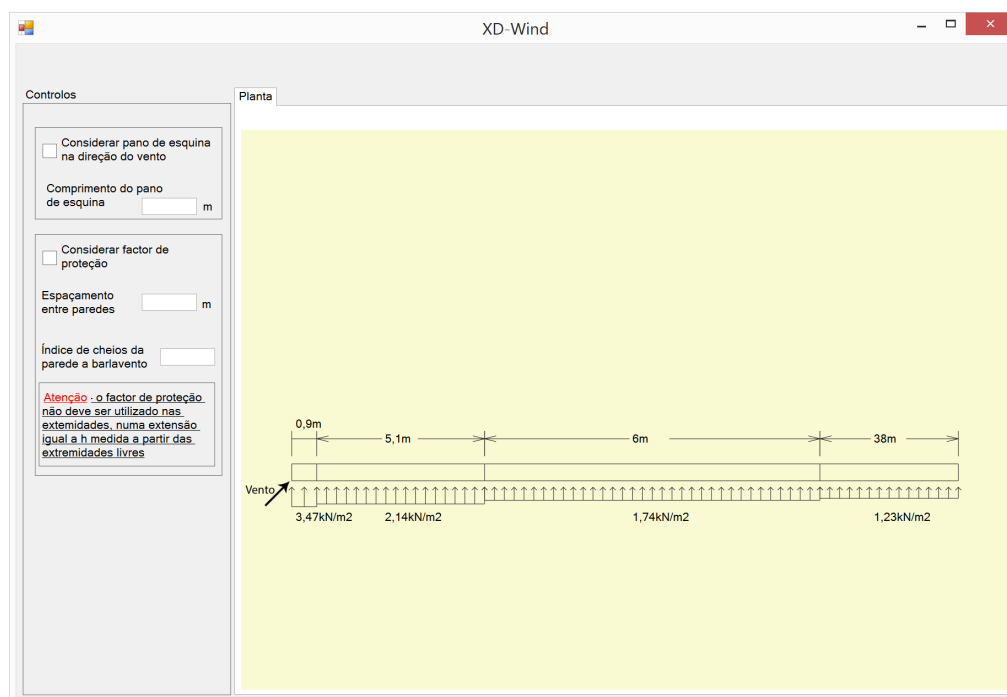 XD-Wind
Controlos
Planta
Considerar pano de esquina
na direção do vento
Comprimento do pano
de esquina
m
Considerar factor de
proteção
Espaçamento
entre paredes
m
Índice de cheios da
parede a barlavento
Atenção - o factor de proteção
não deve ser utilizado nas
extemidades, numa extensão
igual a h medida a partir das
extremidades livres
0,9m
5,1m
6m
38m
Vento
3,47kN/m2
2,14kN/m2
1,74kN/m2
1,23kN/m2